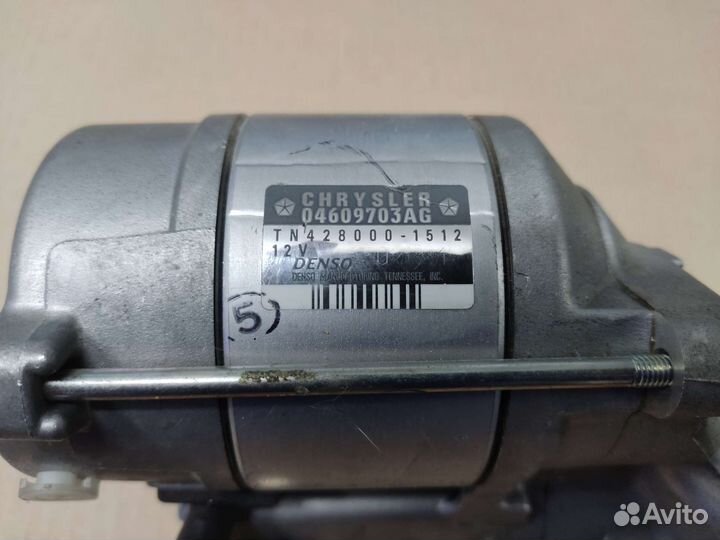 CHRYSLER
04609703AG
TN428000-1512
12V
DENSO
DENSO MANUFACTURING TENNESSEE, INC.
5
Avito